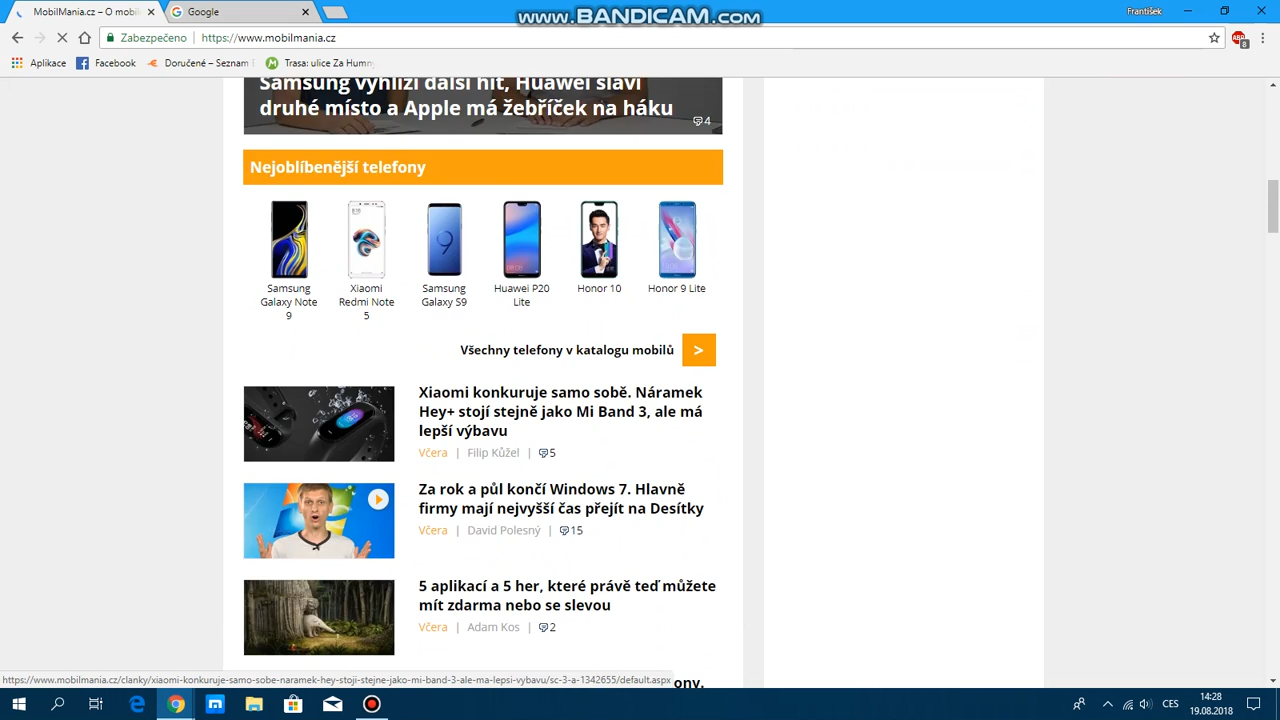 MobilMania.cz – O mobil
Google
www.BANDICAM.com
František
Zabezpečeno
https://www.mobilmania.cz
ABP
8
Aplikace
Facebook
Doručené – Seznam
Trasa: ulice Za Humny
Samsung vyhlíží další hit, Huawei slaví
druhé místo a Apple má žebříček na háku
4
Nejoblíbenější telefony
Samsung
Galaxy Note
9
Xiaomi
Redmi Note
5
Samsung
Galaxy S9
Huawei P20
Lite
Honor 10
Honor 9 Lite
Všechny telefony v katalogu mobilů >
Xiaomi konkuruje samo sobě. Náramek
Hey+ stojí stejně jako Mi Band 3, ale má
lepší výbavu
Včera | Filip Kůžel | 5
Za rok a půl končí Windows 7. Hlavně
firmy mají nejvyšší čas přejít na Desítky
Včera | David Polesný | 15
5 aplikací a 5 her, které právě teď můžete
mít zdarma nebo se slevou
Včera | Adam Kos | 2
https://www.mobilmania.cz/clanky/xiaomi-konkuruje-samo-sobe-naramek-hey-stoji-stejne-jako-mi-band-3-ale-ma-lepsi-vybavu/sc-3-a-1342655/default.aspx
CES
14:28
19.08.2018